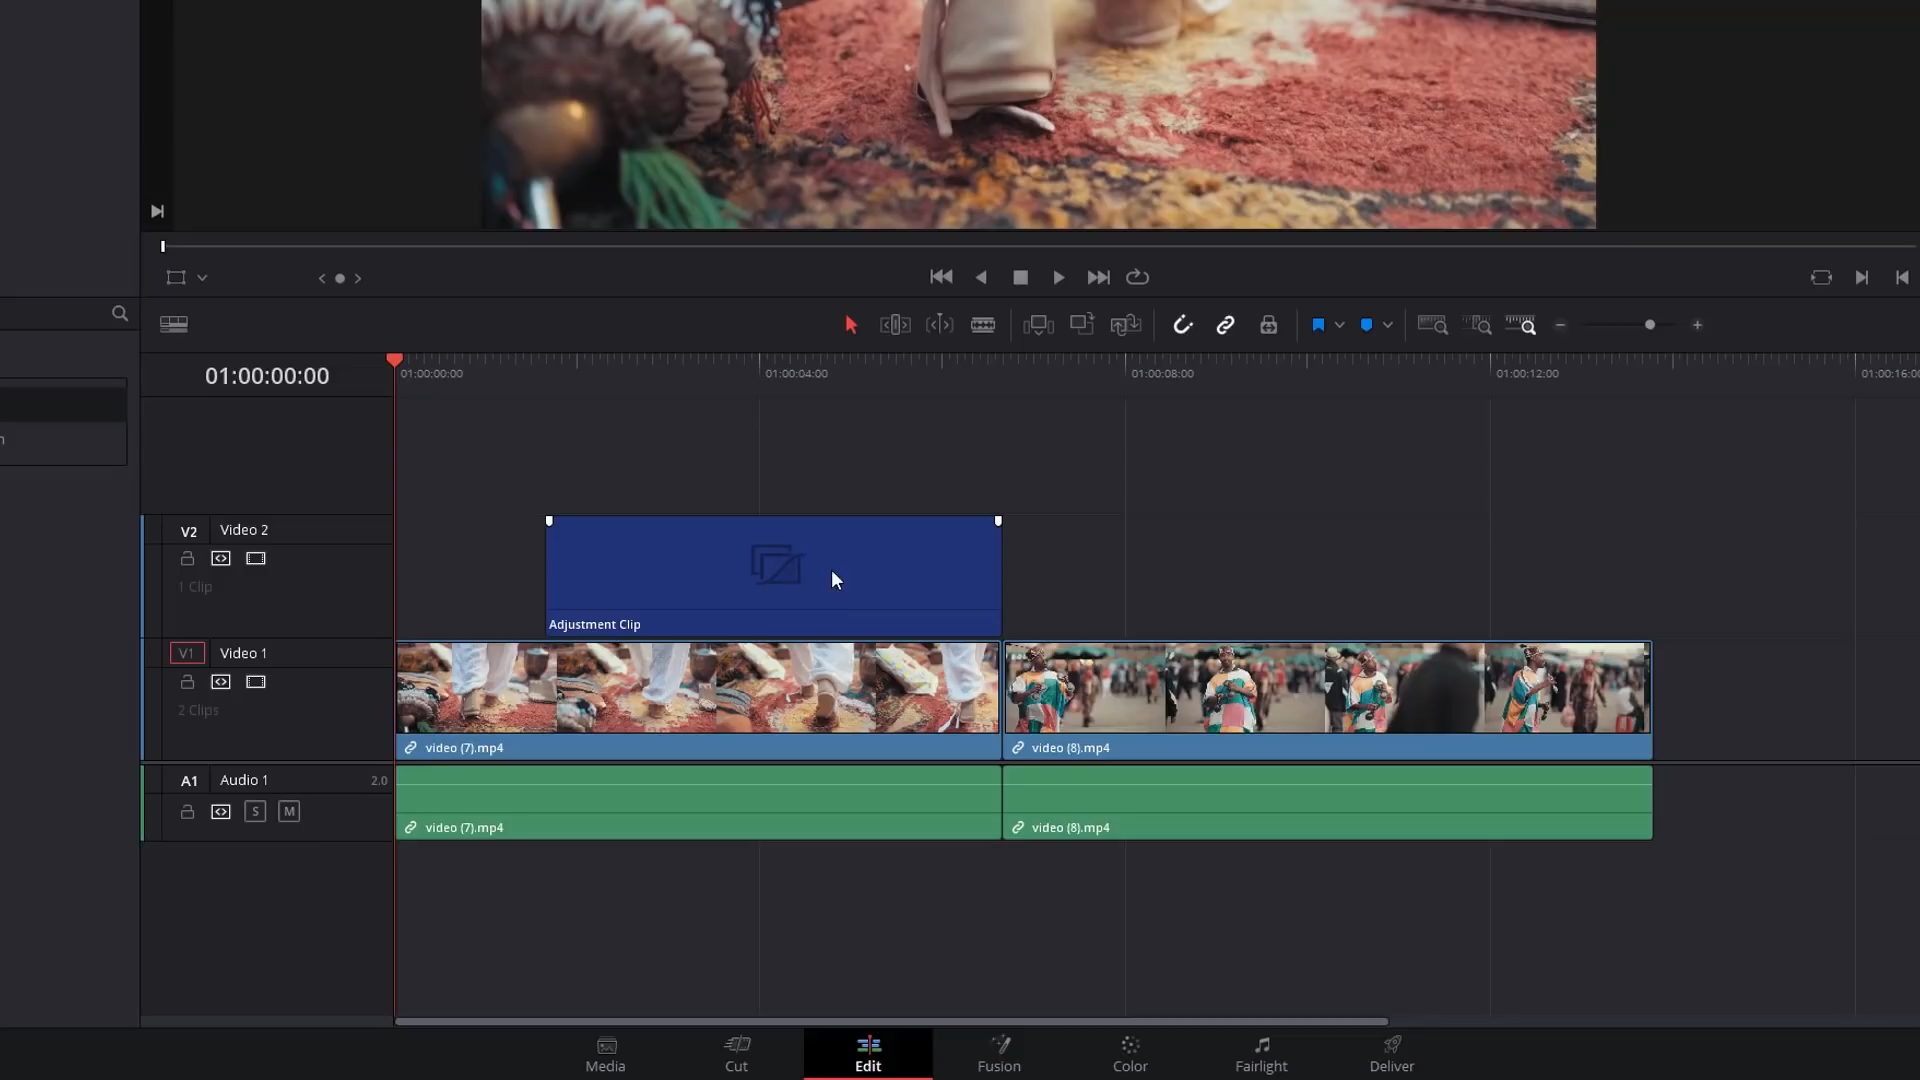 01:00:00:00
01:00:00:00
01:00:04:00
01:00:08:00
01:00:12:00
01:00:16:00
V2 Video 2
1 Clip
Adjustment Clip
V1 Video 1
2 Clips
video (7).mp4
video (8).mp4
A1 Audio 1 2.0
S M
video (7).mp4
video (8).mp4
Media
Cut
Edit
Fusion
Color
Fairlight
Deliver